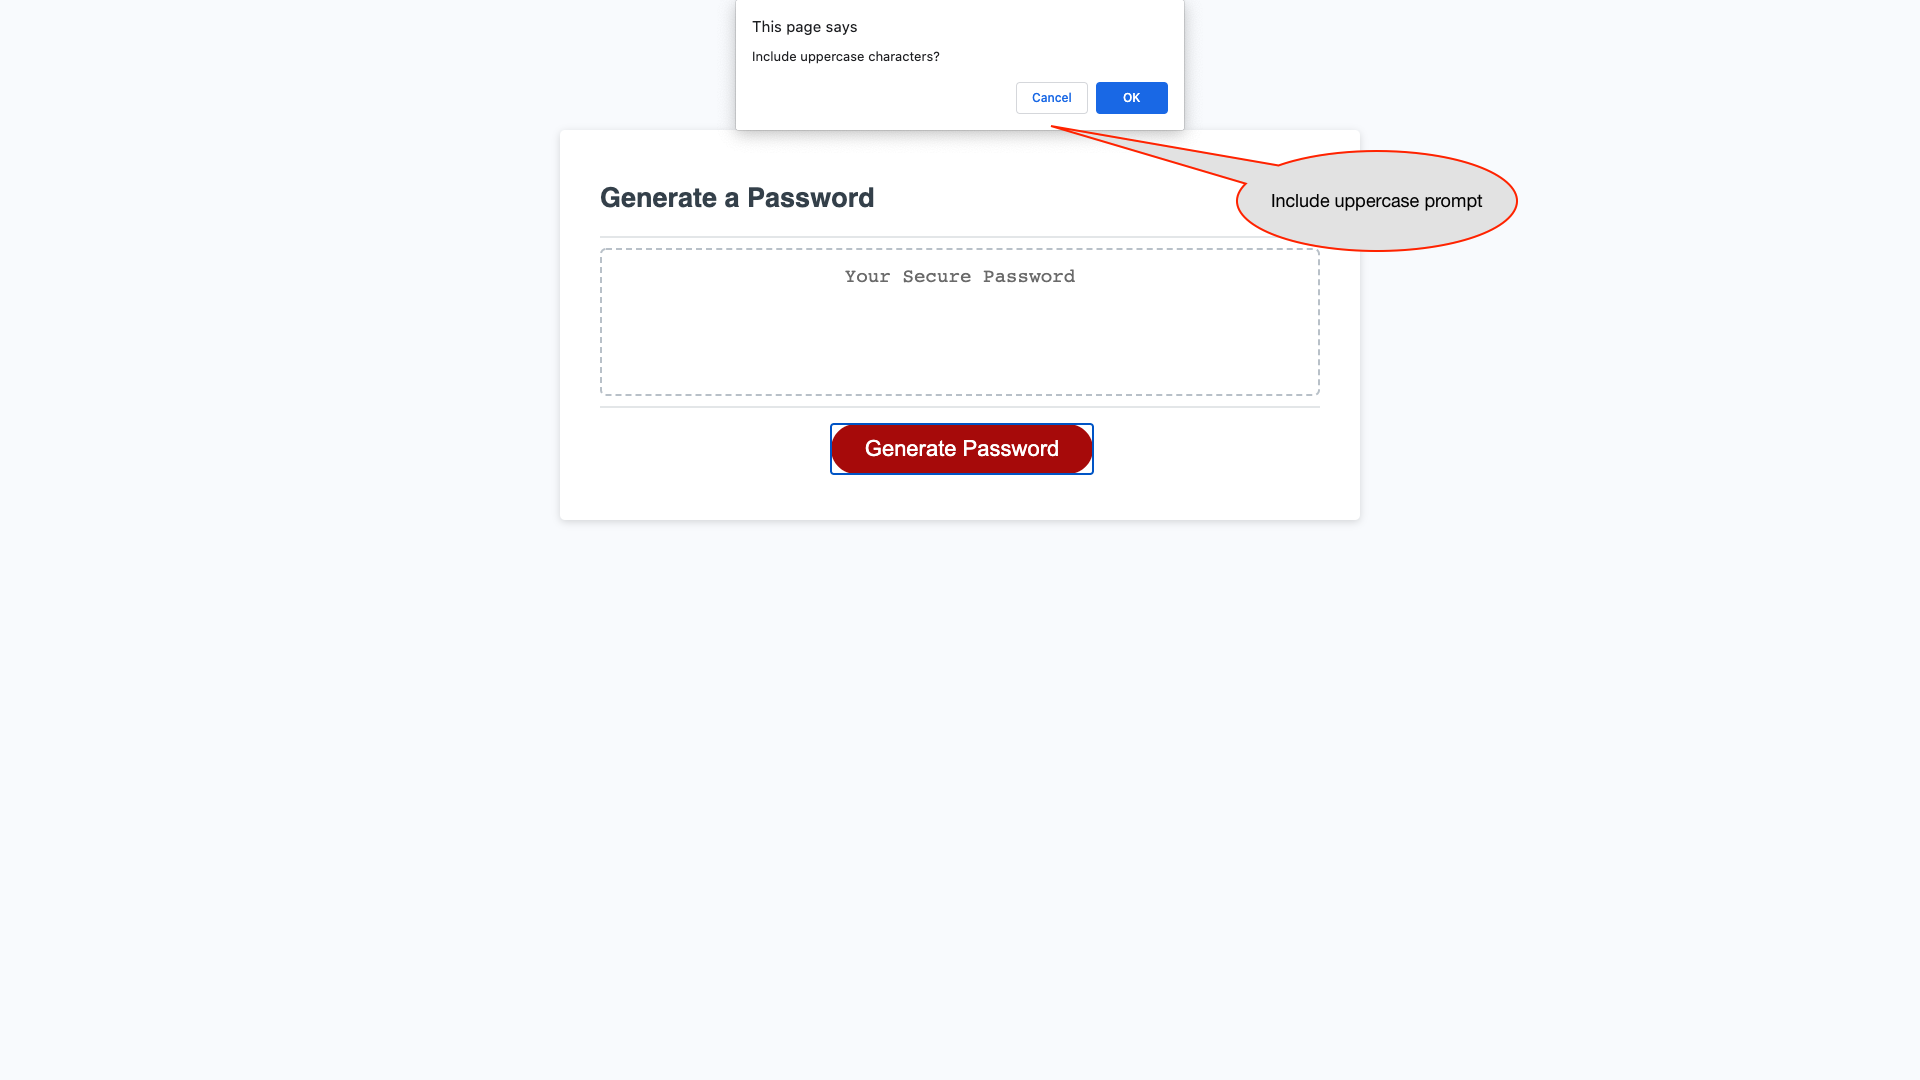 This page says
Include uppercase characters?
Cancel
OK
Generate a Password
Include uppercase prompt
Your Secure Password
Generate Password